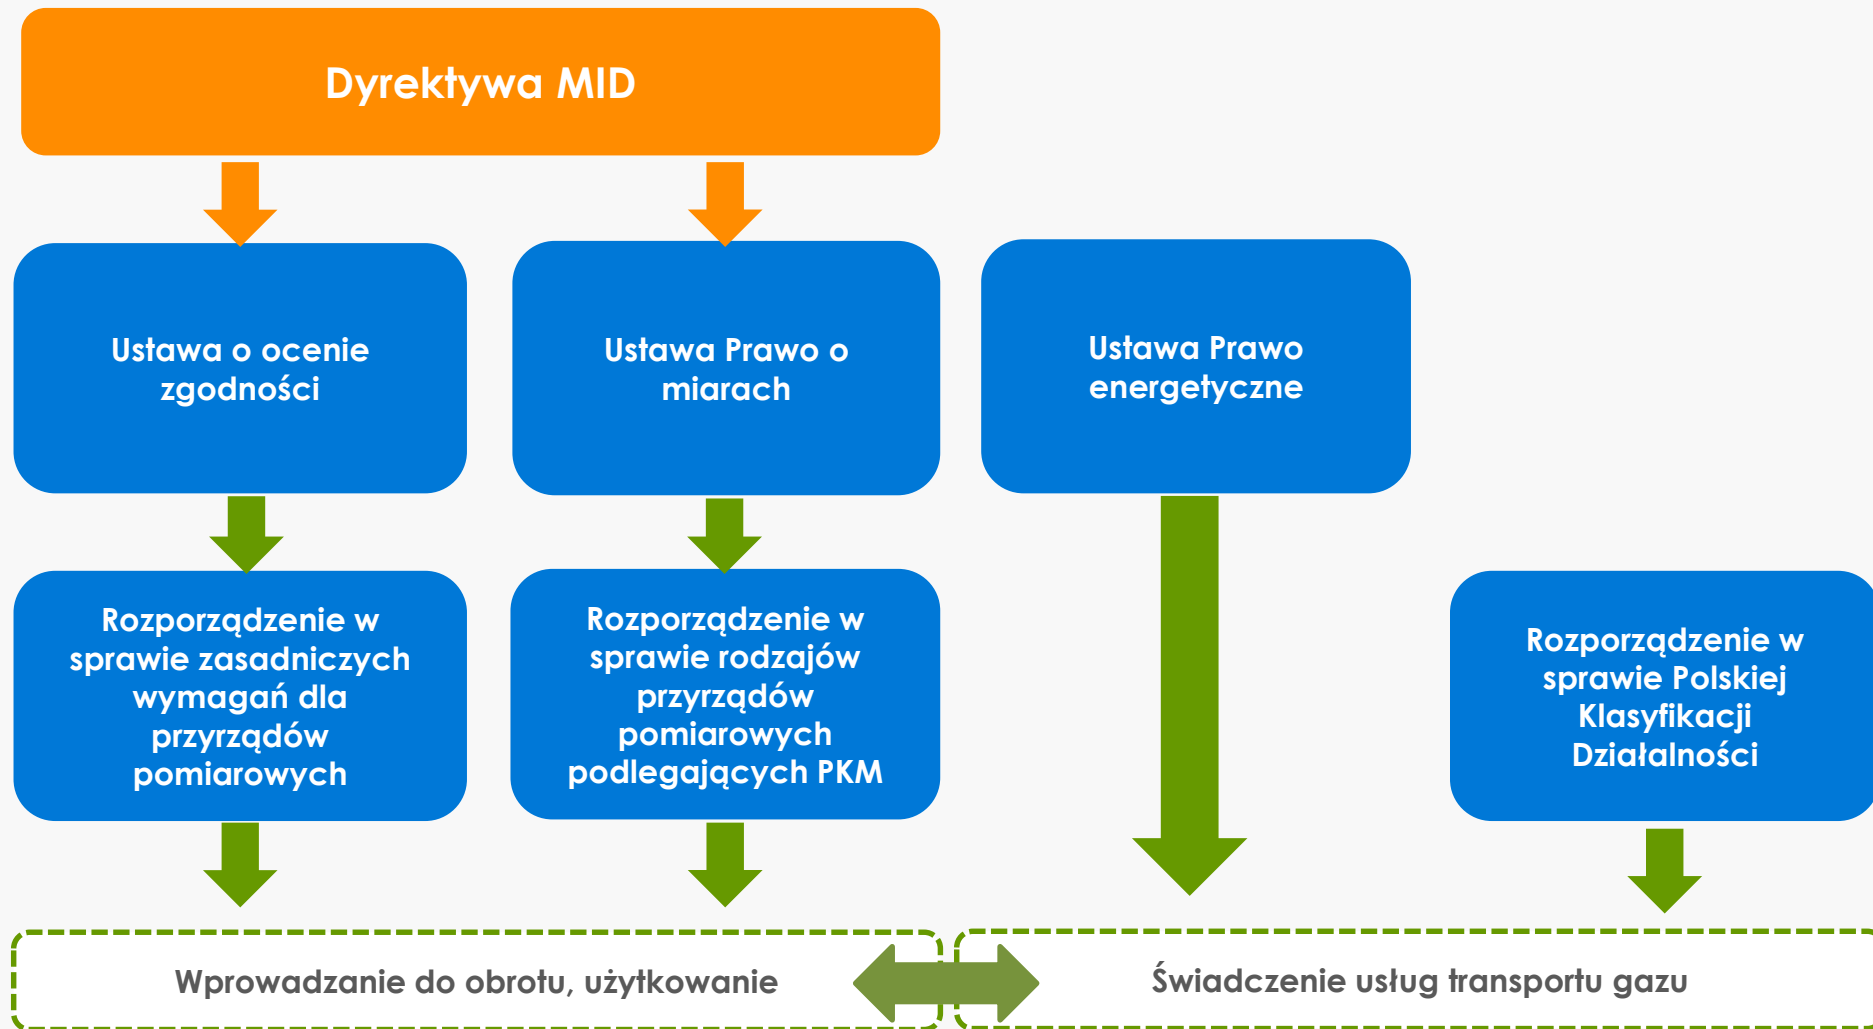 Dyrektywa MID
Ustawa o ocenie
zgodności
Ustawa Prawo o
miarach
Ustawa Prawo
energetyczne
Rozporządzenie w
sprawie zasadniczych
wymagań dla
przyrządów
pomiarowych
Rozporządzenie w
sprawie rodzajów
przyrządów
pomiarowych
podlegających PKM
Rozporządzenie w
sprawie Polskiej
Klasyfikacji
Działalności
Wprowadzanie do obrotu, użytkowanie
Świadczenie usług transportu gazu